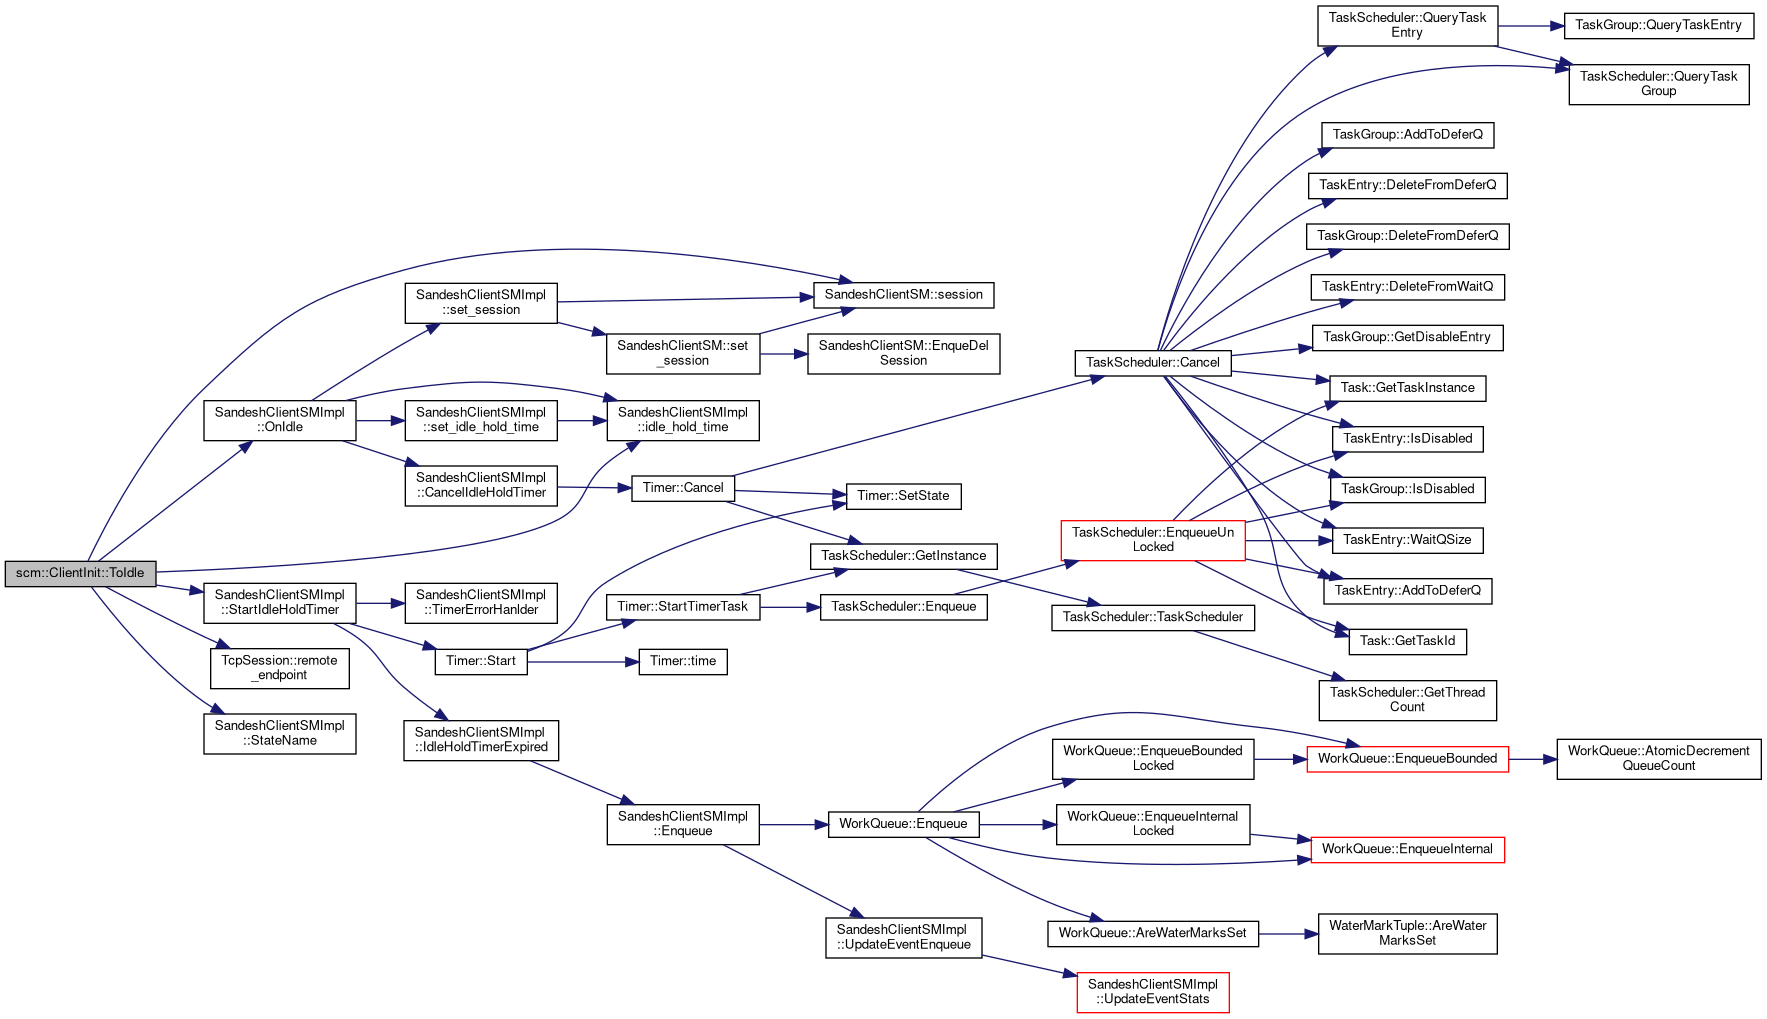 scm::ClientInit::ToIdle
SandeshClientSMImpl
::OnIdle
SandeshClientSMImpl
::StartIdleHoldTimer
TcpSession::remote
_endpoint
SandeshClientSMImpl
::StateName
SandeshClientSMImpl
::set_session
SandeshClientSMImpl
::set_idle_hold_time
SandeshClientSMImpl
::CancelIdleHoldTimer
SandeshClientSMImpl
::TimerErrorHanlder
Timer::Start
SandeshClientSMImpl
::IdleHoldTimerExpired
SandeshClientSM::set
_session
SandeshClientSMImpl
::idle_hold_time
Timer::Cancel
Timer::StartTimerTask
Timer::time
SandeshClientSMImpl
::Enqueue
SandeshClientSM::session
SandeshClientSM::EnqueDel
Session
Timer::SetState
TaskScheduler::GetInstance
TaskScheduler::Enqueue
WorkQueue::Enqueue
SandeshClientSMImpl
::UpdateEventEnqueue
TaskScheduler::Cancel
TaskScheduler::EnqueueUn
Locked
TaskScheduler::TaskScheduler
WorkQueue::EnqueueBounded
Locked
WorkQueue::EnqueueInternal
Locked
WorkQueue::AreWaterMarksSet
SandeshClientSMImpl
::UpdateEventStats
TaskScheduler::QueryTask
Entry
TaskGroup::AddToDeferQ
TaskEntry::DeleteFromDeferQ
TaskGroup::DeleteFromDeferQ
TaskEntry::DeleteFromWaitQ
TaskGroup::GetDisableEntry
Task::GetTaskInstance
TaskEntry::IsDisabled
TaskGroup::IsDisabled
TaskEntry::WaitQSize
TaskEntry::AddToDeferQ
Task::GetTaskId
TaskScheduler::GetThread
Count
WorkQueue::EnqueueBounded
WorkQueue::EnqueueInternal
WaterMarkTuple::AreWater
MarksSet
TaskGroup::QueryTaskEntry
TaskScheduler::QueryTask
Group
WorkQueue::AtomicDecrement
QueueCount